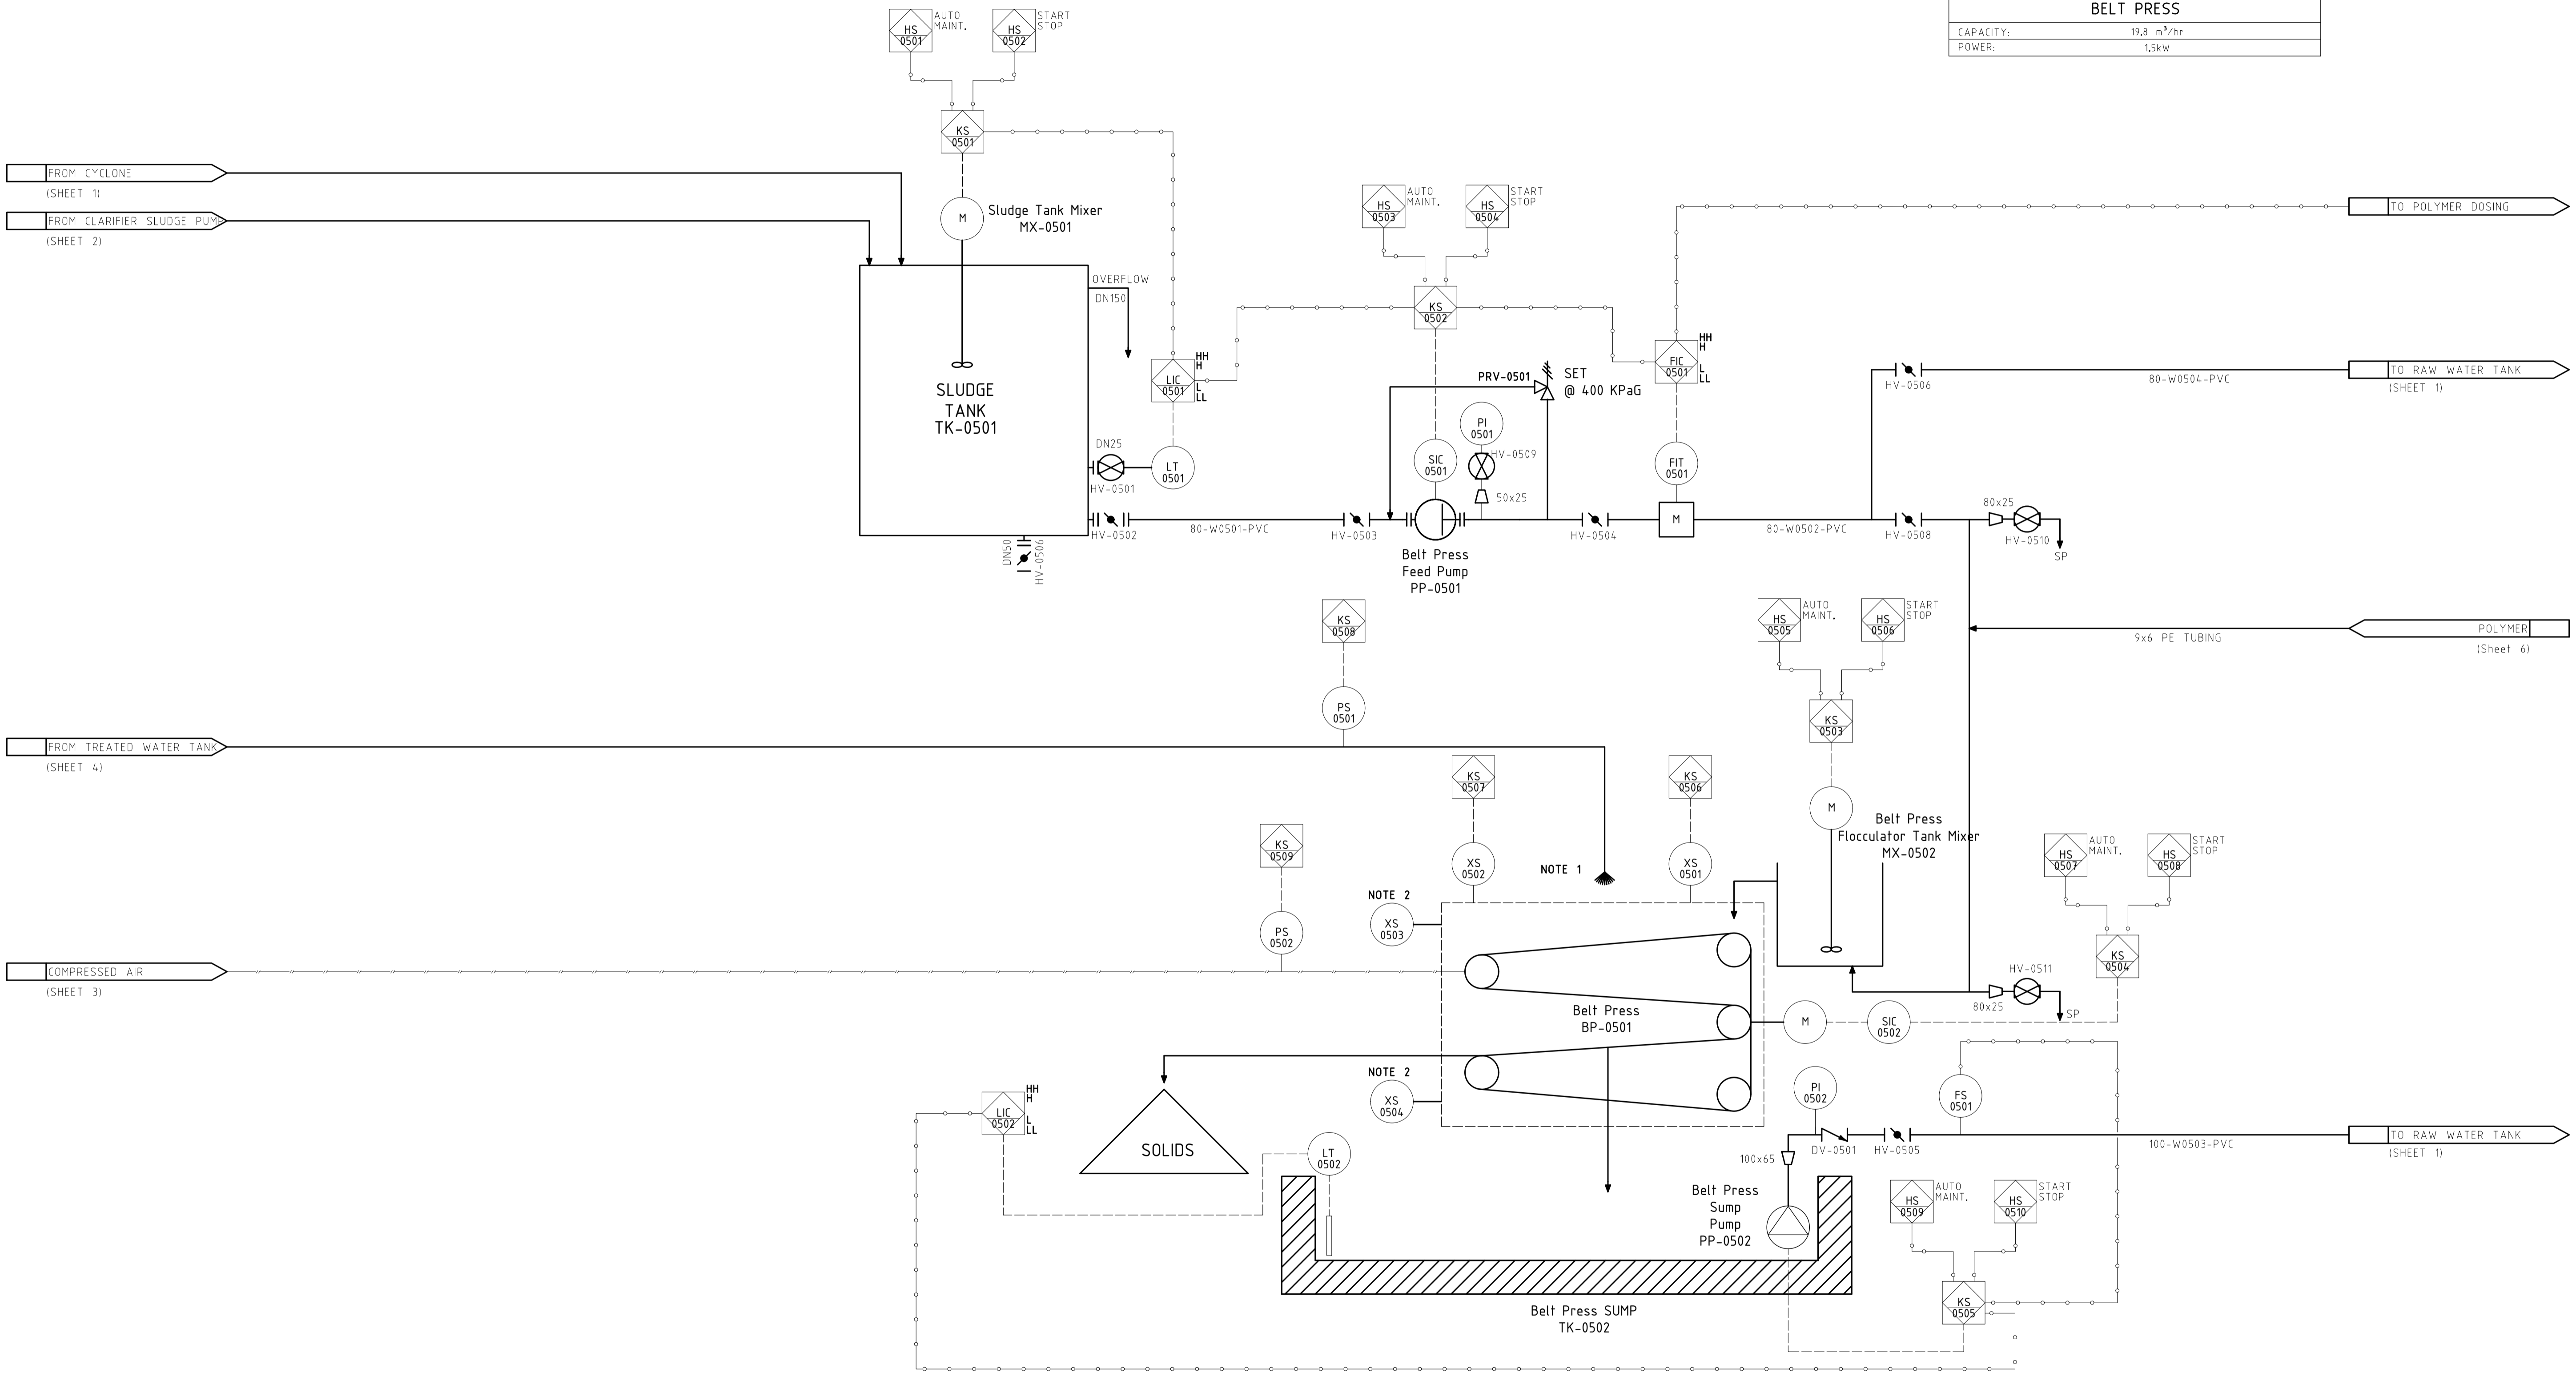 BELT PRESS
CAPACITY: 19.8 m³/hr
POWER: 1.5kW
HS
0501
AUTO
MAINT.
HS
0502
START
STOP
KS
0501
FROM CYCLONE
(SHEET 1)
FROM CLARIFIER SLUDGE PUMP
(SHEET 2)
M
Sludge Tank Mixer
MX-0501
OVERFLOW
DN150
SLUDGE
TANK
TK-0501
LIC
0501
HH
H
L
LL
DN25
HV-0501
LT
0501
HV-0502
DN50
HV-0506
80-W0501-PVC
HV-0503
HS
0503
AUTO
MAINT.
HS
0504
START
STOP
KS
0502
PRV-0501
SET
@ 400 KPaG
PI
0501
HV-0509
50x25
SIC
0501
Belt Press
Feed Pump
PP-0501
HV-0504
FIC
0501
HH
H
L
LL
FIT
0501
M
80-W0502-PVC
TO POLYMER DOSING
HV-0506
80-W0504-PVC
TO RAW WATER TANK
(SHEET 1)
HV-0508
80x25
HV-0510
SP
POLYMER
(Sheet 6)
9x6 PE TUBING
KS
0508
PS
0501
FROM TREATED WATER TANK
(SHEET 4)
HS
0505
AUTO
MAINT.
HS
0506
START
STOP
KS
0503
M
Belt Press
Flocculator Tank Mixer
MX-0502
KS
0507
KS
0506
XS
0502
XS
0501
NOTE 1
KS
0509
PS
0502
NOTE 2
XS
0503
COMPRESSED AIR
(SHEET 3)
HS
0507
AUTO
MAINT.
HS
0508
START
STOP
KS
0504
HV-0511
80x25
SP
Belt Press
BP-0501
M
SIC
0502
NOTE 2
XS
0504
LIC
0502
HH
H
L
LL
SOLIDS
LT
0502
PI
0502
FS
0501
100x65
DV-0501
HV-0505
100-W0503-PVC
TO RAW WATER TANK
(SHEET 1)
Belt Press
Sump
Pump
PP-0502
HS
0509
AUTO
MAINT.
HS
0510
START
STOP
KS
0505
Belt Press SUMP
TK-0502